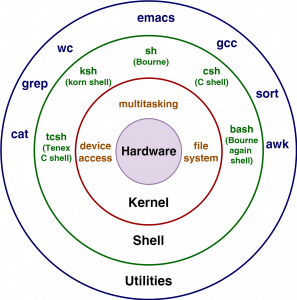 emacs
wc
gcc
grep
sort
cat
awk
sh
(Bourne)
ksh
(korn shell)
csh
(C shell)
tcsh
(Tenex
C shell)
bash
(Bourne
again
shell)
multitasking
device
access
file
system
Hardware
Kernel
Shell
Utilities